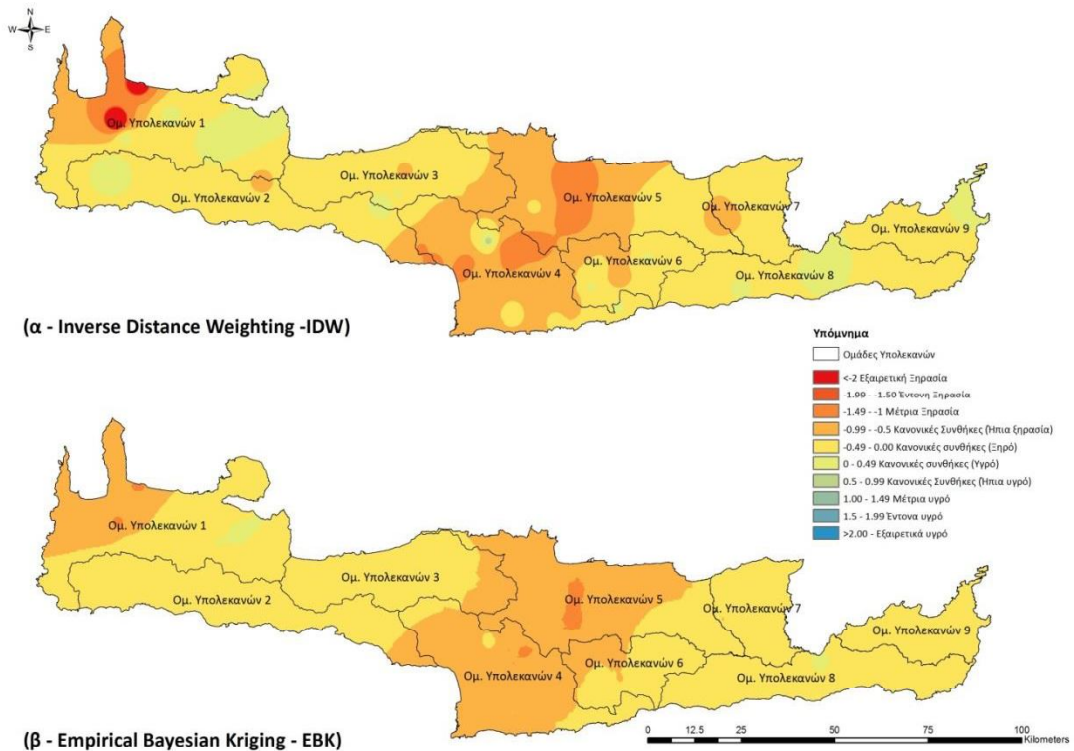 N
W E
S
Ομ. Υπολεκανών 1
Ομ. Υπολεκανών 2
Ομ. Υπολεκανών 3
Ομ. Υπολεκανών 4
Ομ. Υπολεκανών 5
Ομ. Υπολεκανών 6
Ομ. Υπολεκανών 7
Ομ. Υπολεκανών 8
Ομ. Υπολεκανών 9
(α - Inverse Distance Weighting -IDW)
Υπόμνημα
Ομάδες Υπολεκανών
<-2 Εξαιρετική Ξηρασία
-1.99 - -1.50 Έντονη Ξηρασία
-1.49 - -1 Μέτρια Ξηρασία
-0.99 - -0.5 Κανονικές Συνθήκες (Ήπια ξηρασία)
-0.49 - 0.00 Κανονικές συνθήκες (Ξηρό)
0 - 0.49 Κανονικές συνθήκες (Υγρό)
0.5 - 0.99 Κανονικές Συνθήκες (Ήπια υγρό)
1.00 - 1.49 Μέτρια υγρό
1.5 - 1.99 Έντονα υγρό
>2.00 - Εξαιρετικά υγρό
Ομ. Υπολεκανών 1
Ομ. Υπολεκανών 2
Ομ. Υπολεκανών 3
Ομ. Υπολεκανών 4
Ομ. Υπολεκανών 5
Ομ. Υπολεκανών 6
Ομ. Υπολεκανών 7
Ομ. Υπολεκανών 8
Ομ. Υπολεκανών 9
(β - Empirical Bayesian Kriging - EBK)
0 12.5 25 50 75 100
Kilometers